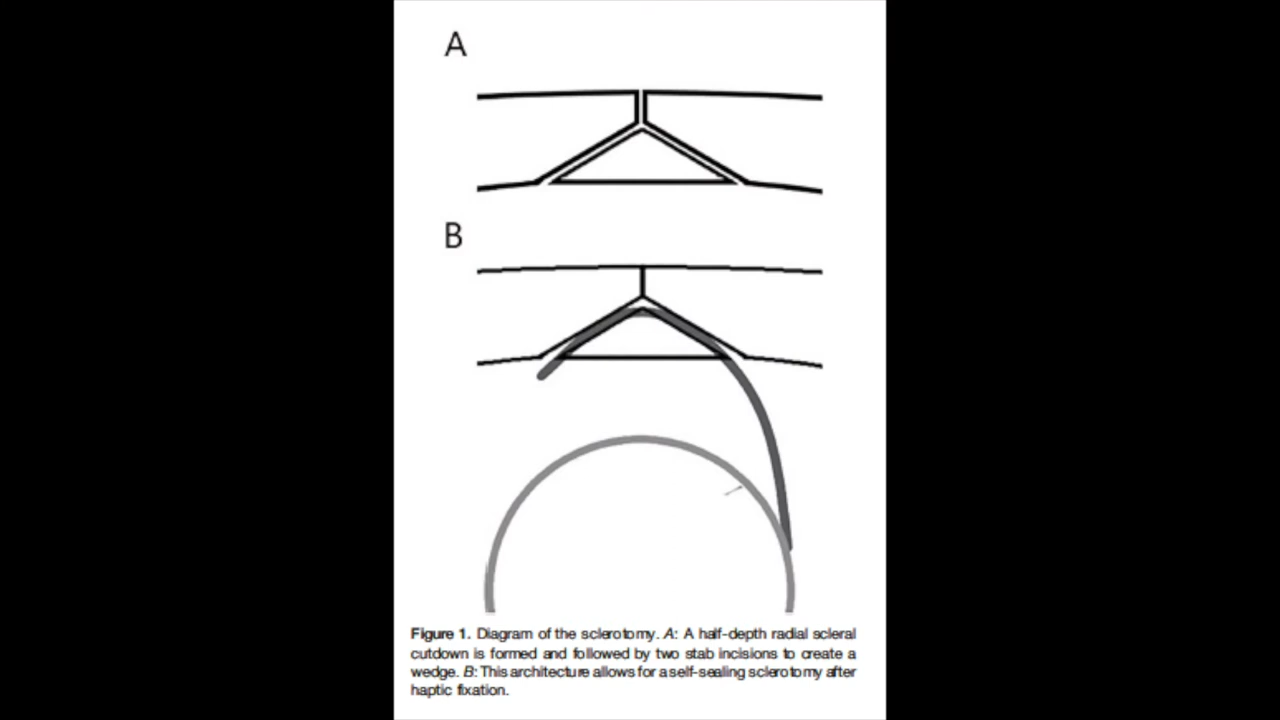 A
B
Figure 1. Diagram of the sclerotomy. A: A half-depth radial scleral
cutdown is formed and followed by two stab incisions to create a
wedge. B: This architecture allows for a self-sealing sclerotomy after
haptic fixation.